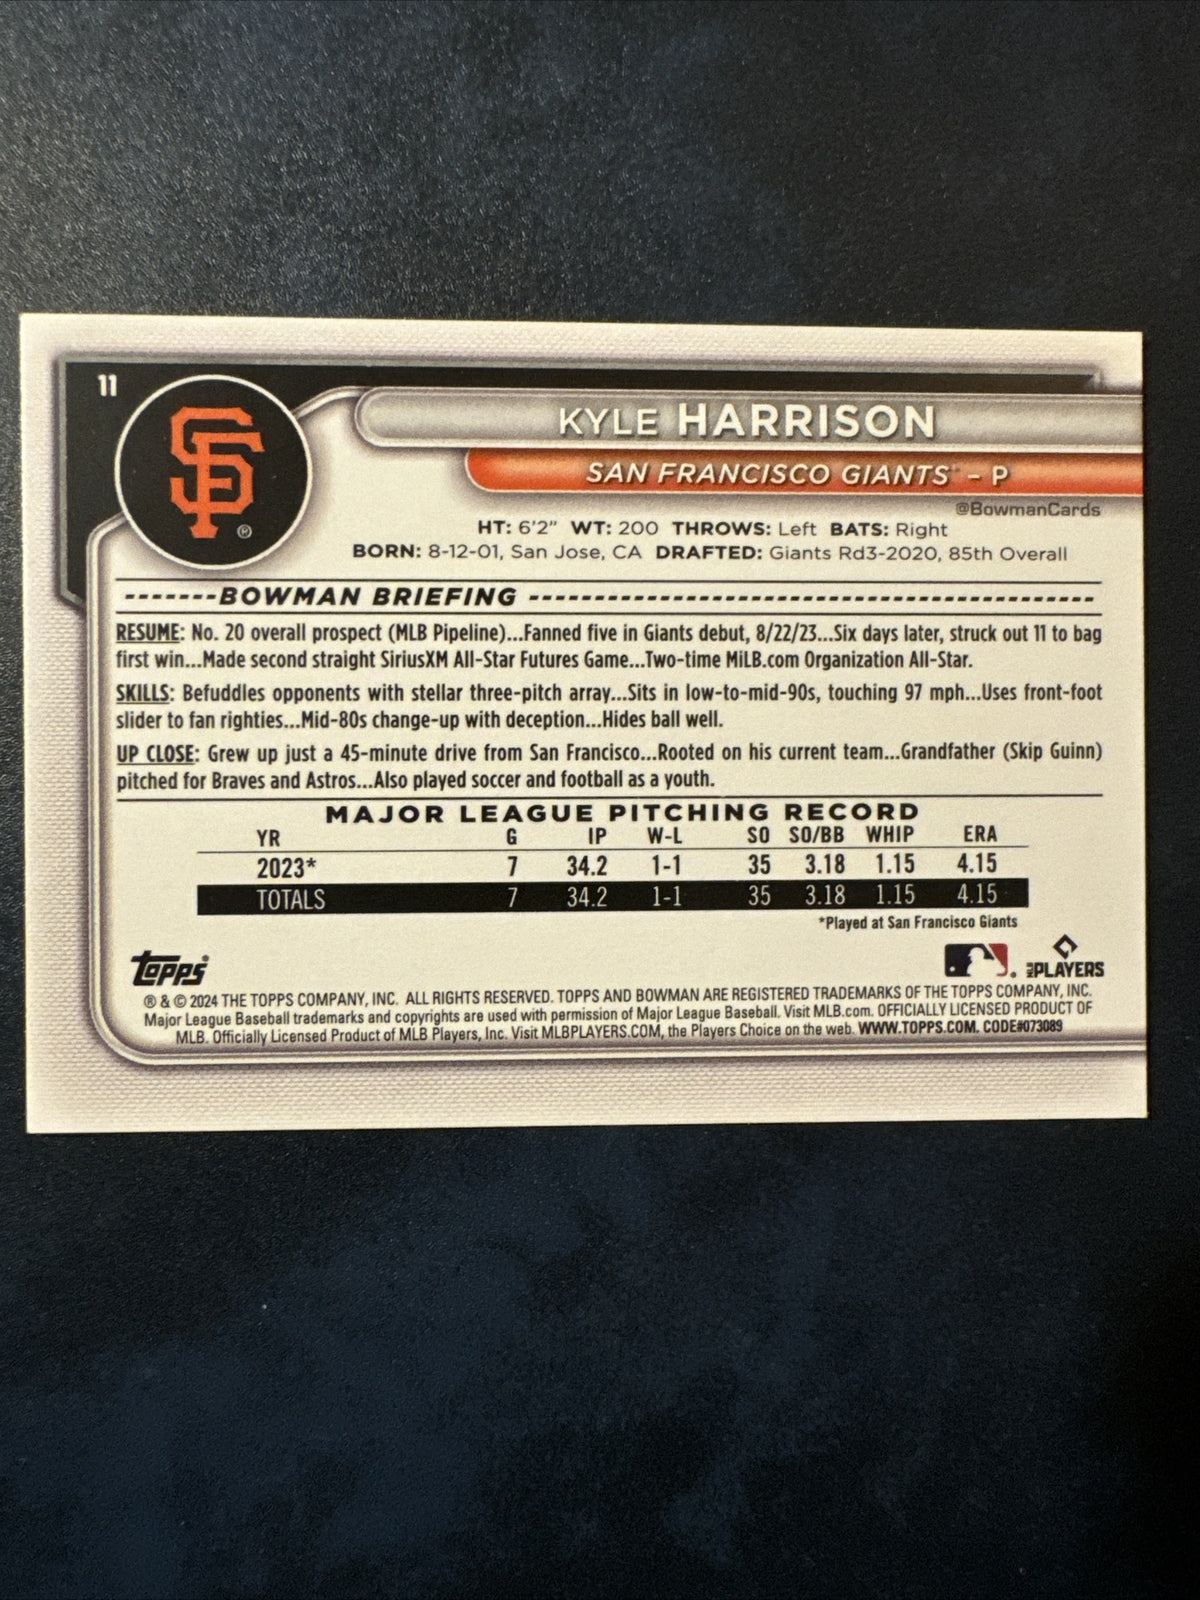 11
SF ®
KYLE HARRISON
SAN FRANCISCO GIANTS™ – P
@BowmanCards
HT: 6'2" WT: 200 THROWS: Left BATS: Right
BORN: 8-12-01, San Jose, CA DRAFTED: Giants Rd3-2020, 85th Overall
BOWMAN BRIEFING
RESUME: No. 20 overall prospect (MLB Pipeline)...Fanned five in Giants debut, 8/22/23...Six days later, struck out 11 to bag
first win...Made second straight SiriusXM All-Star Futures Game...Two-time MiLB.com Organization All-Star.
SKILLS: Befuddles opponents with stellar three-pitch array...Sits in low-to-mid-90s, touching 97 mph...Uses front-foot
slider to fan righties...Mid-80s change-up with deception...Hides ball well.
UP CLOSE: Grew up just a 45-minute drive from San Francisco...Rooted on his current team...Grandfather (Skip Guinn)
pitched for Braves and Astros...Also played soccer and football as a youth.
MAJOR LEAGUE PITCHING RECORD
YR G IP W-L SO SO/BB WHIP ERA
2023* 7 34.2 1-1 35 3.18 1.15 4.15
TOTALS 7 34.2 1-1 35 3.18 1.15 4.15
*Played at San Francisco Giants
Topps® MLB PLAYERS
® & © 2024 THE TOPPS COMPANY, INC. ALL RIGHTS RESERVED. TOPPS AND BOWMAN ARE REGISTERED TRADEMARKS OF THE TOPPS COMPANY, INC.
Major League Baseball trademarks and copyrights are used with permission of Major League Baseball. Visit MLB.com. OFFICIALLY LICENSED PRODUCT OF
MLB. Officially Licensed Product of MLB Players, Inc. Visit MLBPLAYERS.COM, the Players Choice on the web. WWW.TOPPS.COM. CODE#073089